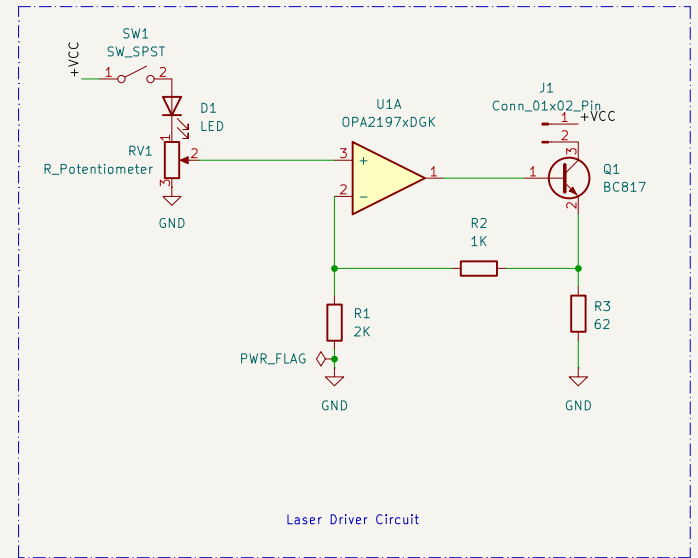 SW1
SW_SPST
+VCC
1
2
D1
LED
1
RV1
R_Potentiometer
2
3
GND
U1A
OPA2197xDGK
3
+
2
-
1
J1
Conn_01x02_Pin
1
+VCC
2
3
1
Q1
BC817
2
R2
1K
R1
2K
R3
62
PWR_FLAG
GND
GND
Laser Driver Circuit